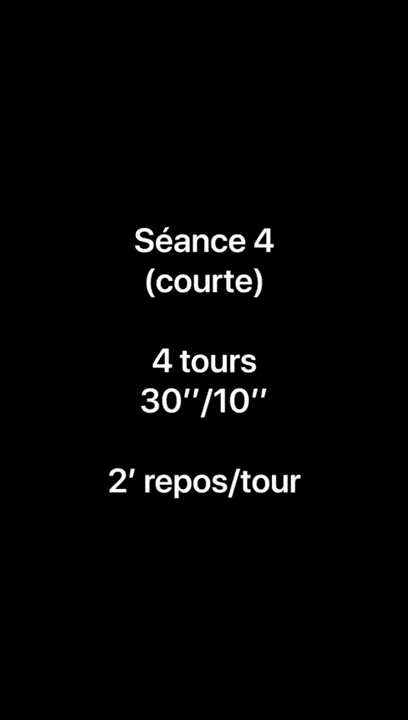 Séance 4
(courte)
4 tours
30’’/10’’
2’ repos/tour